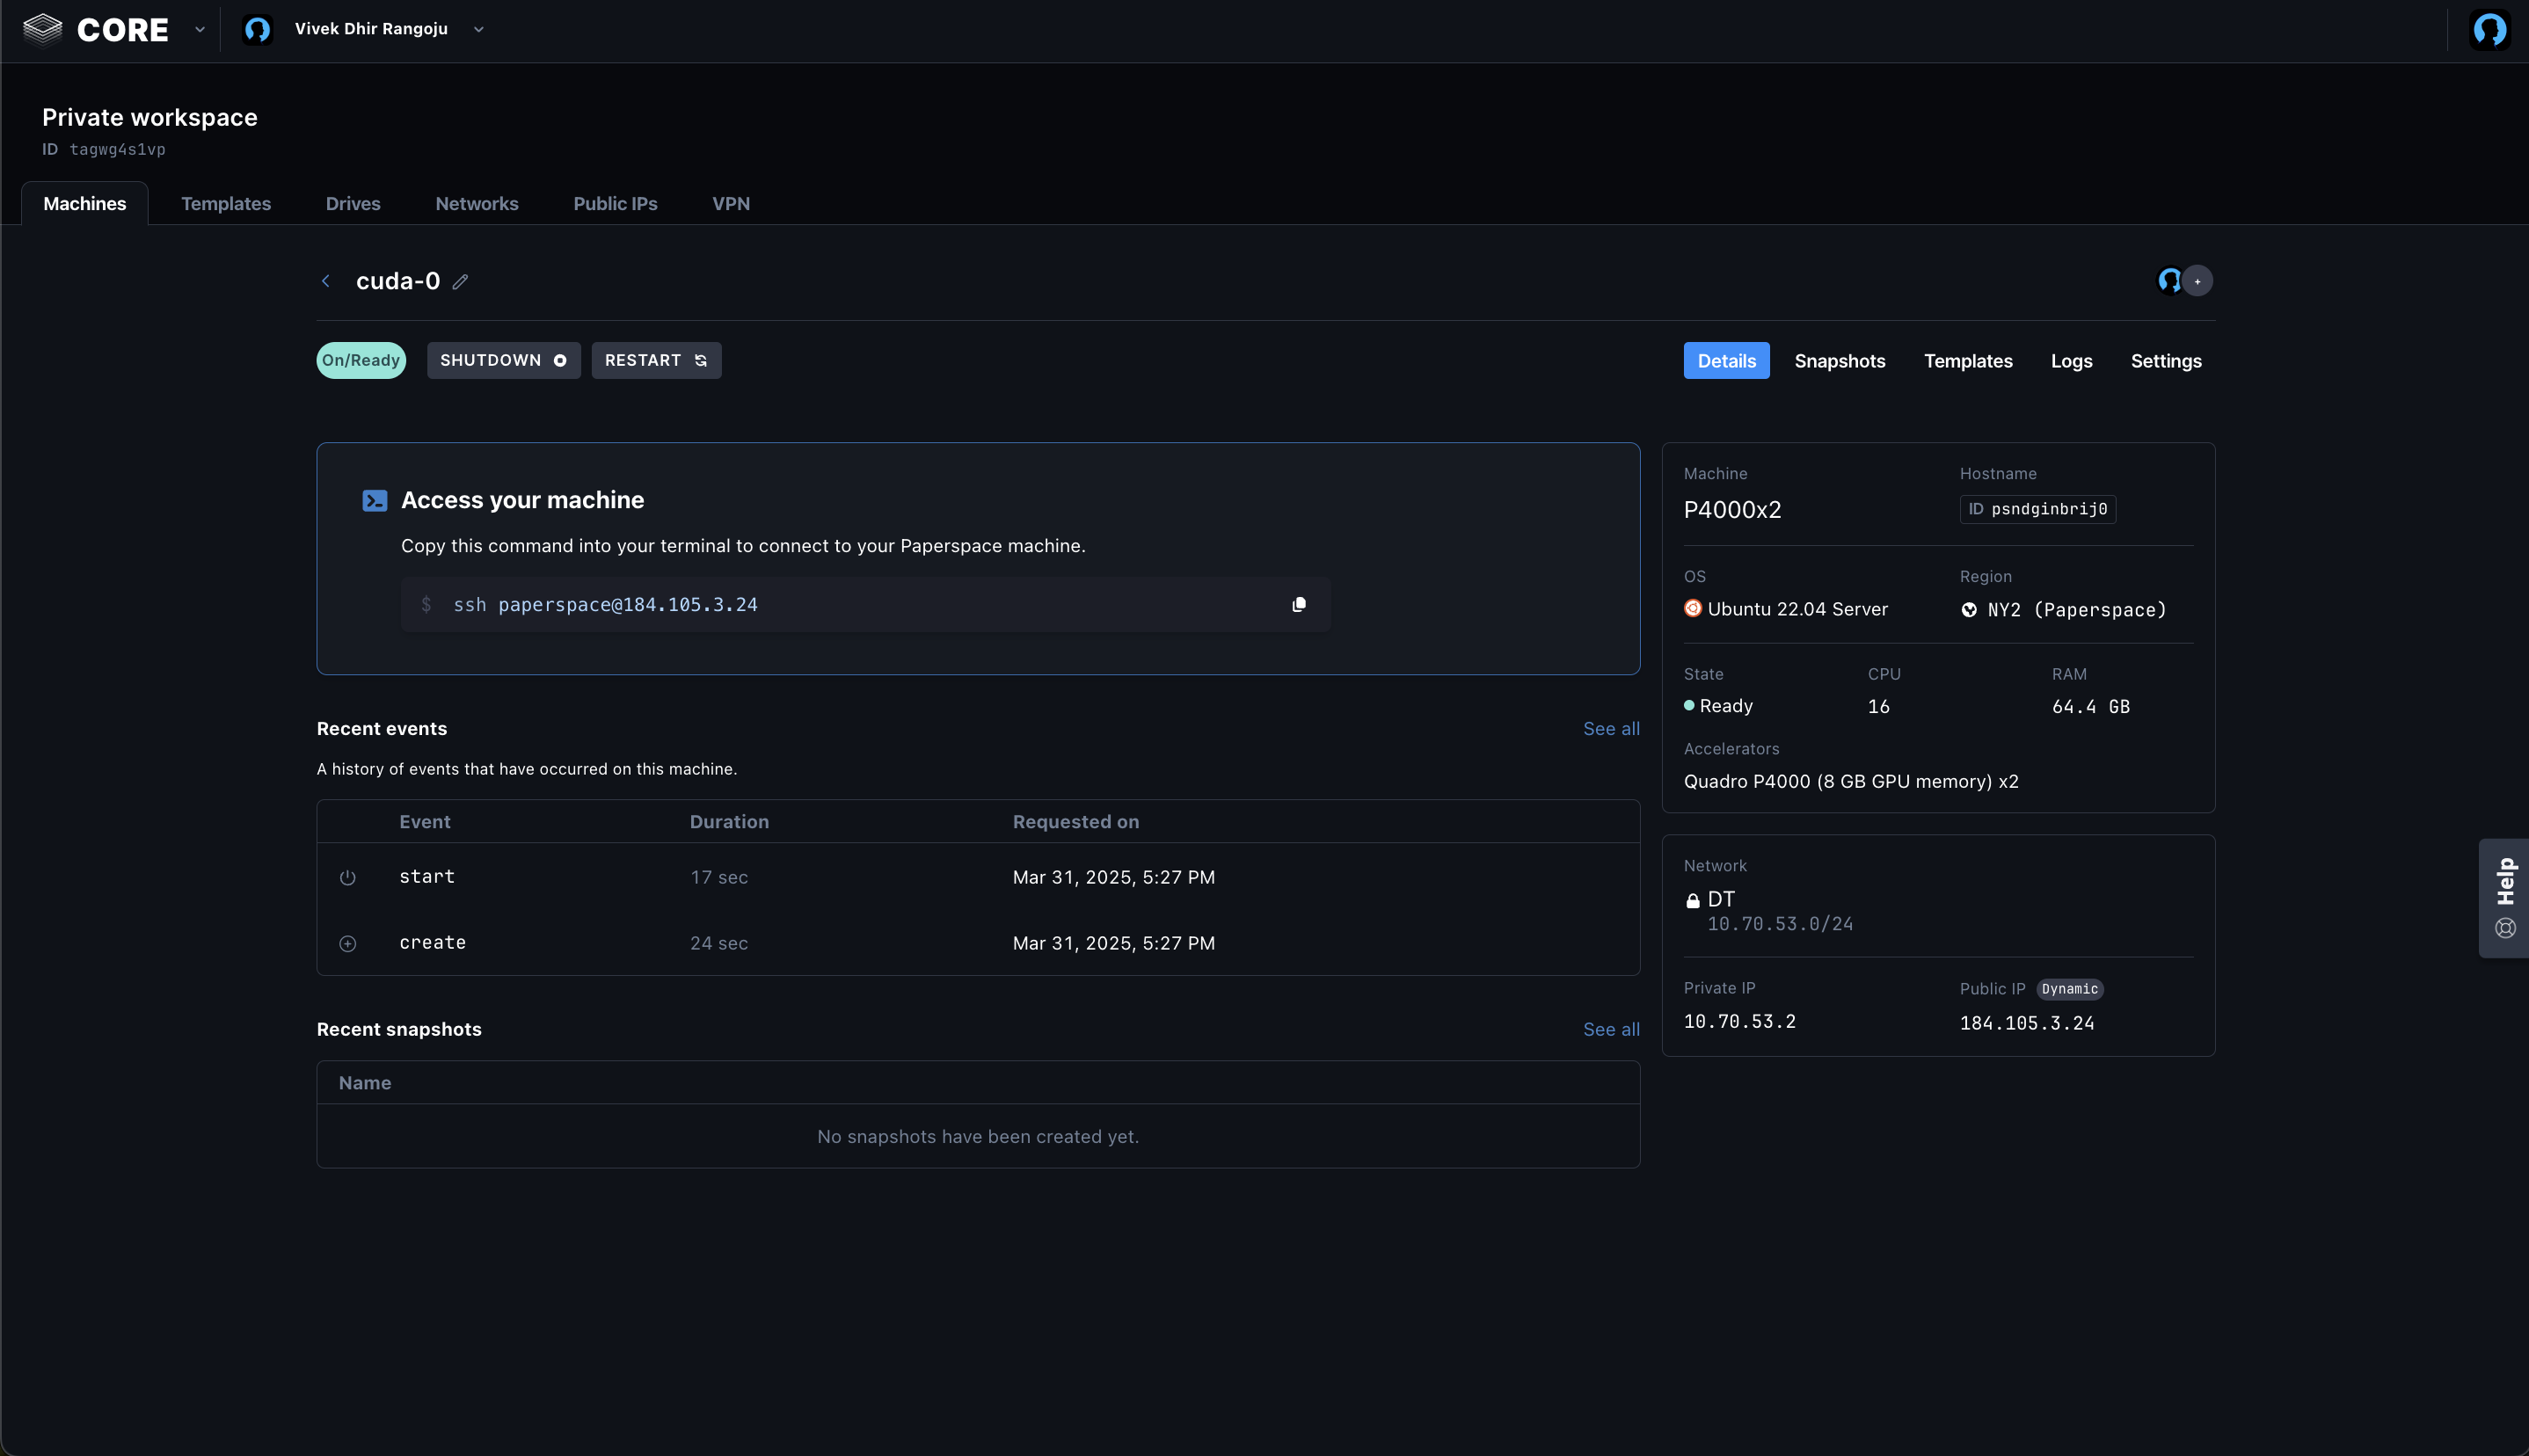 CORE
Vivek Dhir Rangoju
Private workspace
ID tagwg4s1vp
Machines Templates Drives Networks Public IPs VPN
cuda-0
+
On/Ready SHUTDOWN RESTART
Details Snapshots Templates Logs Settings
Access your machine
Copy this command into your terminal to connect to your Paperspace machine.
$ ssh paperspace@184.105.3.24
Recent events See all
A history of events that have occurred on this machine.
Event Duration Requested on
start 17 sec Mar 31, 2025, 5:27 PM
create 24 sec Mar 31, 2025, 5:27 PM
Recent snapshots See all
Name
No snapshots have been created yet.
Machine Hostname
P4000x2 ID psndginbrij0
OS Region
Ubuntu 22.04 Server NY2 (Paperspace)
State CPU RAM
Ready 16 64.4 GB
Accelerators
Quadro P4000 (8 GB GPU memory) x2
Network
DT
10.70.53.0/24
Private IP Public IP Dynamic
10.70.53.2 184.105.3.24
Help